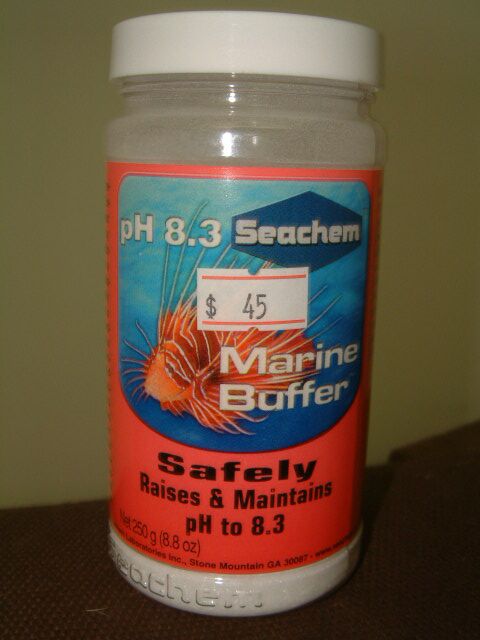 pH 8.3 Seachem
$ 45
Marine
Buffer
Safely
Raises & Maintains
pH to 8.3
Net 250 g (8.8 oz)
Laboratories Inc., Stone Mountain GA 30087 -
Seachem